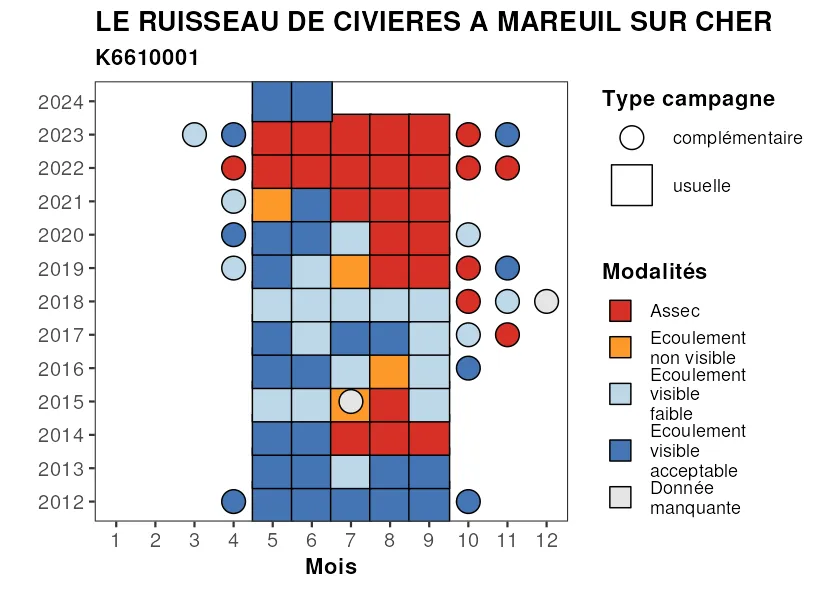 LE RUISSEAU DE CIVIERES A MAREUIL SUR CHER
K6610001
2024
2023
2022
2021
2020
2019
2018
2017
2016
2015
2014
2013
2012
1 2 3 4 5 6 7 8 9 10 11 12
Mois
Type campagne
complémentaire
usuelle
Modalités
Assec
Ecoulement
non visible
Ecoulement
visible
faible
Ecoulement
visible
acceptable
Donnée
manquante